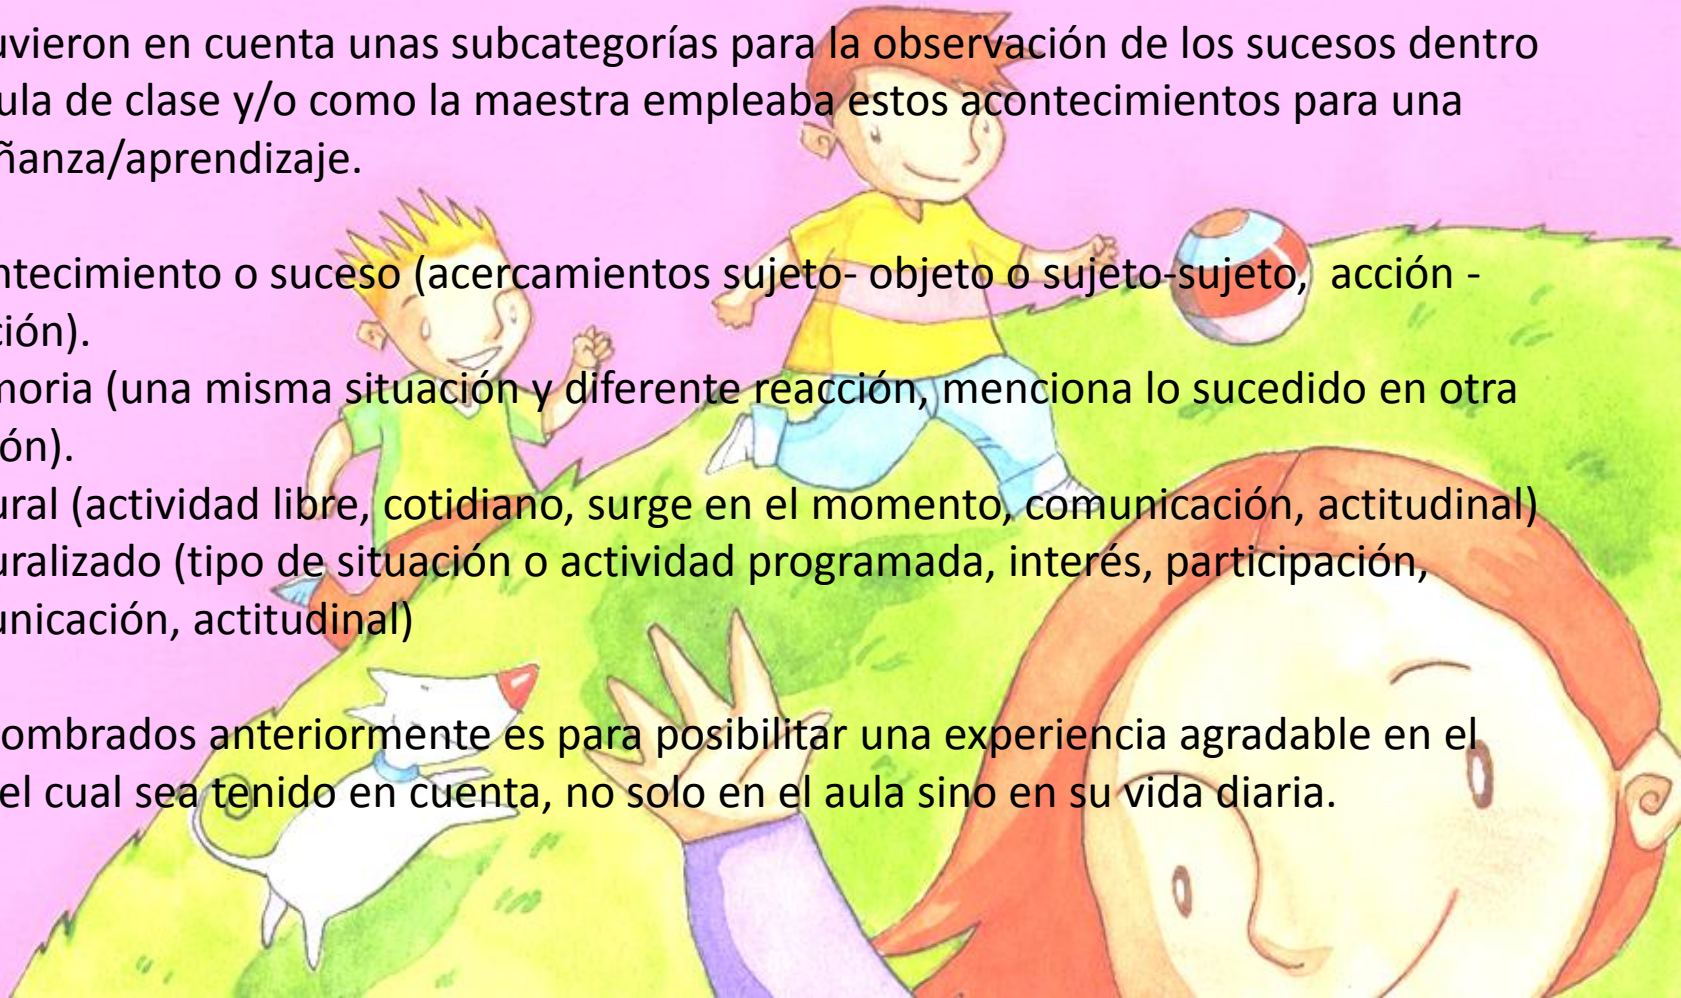 uvieron en cuenta unas subcategorías para la observación de los sucesos dentro
ula de clase y/o como la maestra empleaba estos acontecimientos para una
ñanza/aprendizaje.
ntecimiento o suceso (acercamientos sujeto- objeto o sujeto-sujeto, acción -
ción).
moria (una misma situación y diferente reacción, menciona lo sucedido en otra
ón).
ural (actividad libre, cotidiano, surge en el momento, comunicación, actitudinal)
uralizado (tipo de situación o actividad programada, interés, participación,
unicación, actitudinal)
ombrados anteriormente es para posibilitar una experiencia agradable en el
el cual sea tenido en cuenta, no solo en el aula sino en su vida diaria.